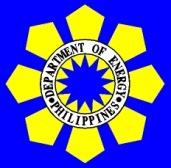 DEPARTMENT OF ENERGY
PHILIPPINES